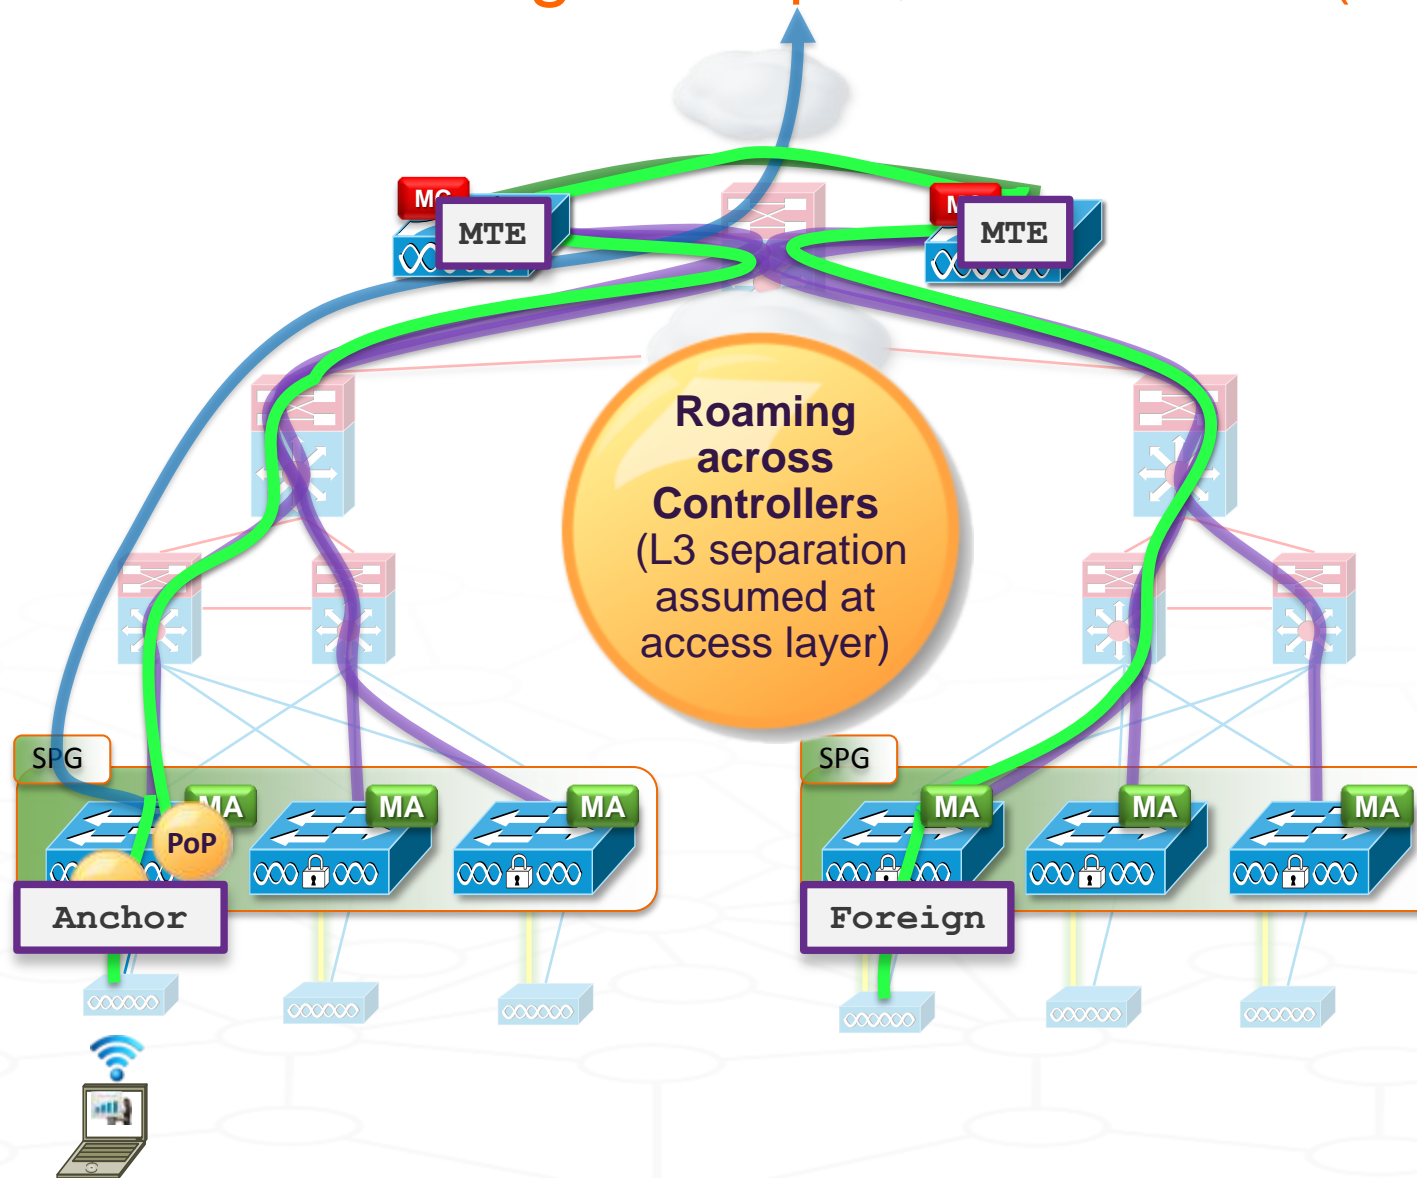 MTE
MTE
Roaming
across
Controllers
(L3 separation
assumed at
access layer)
SPG
SPG
MA
MA
MA
MA
MA
MA
PoP
Anchor
Foreign